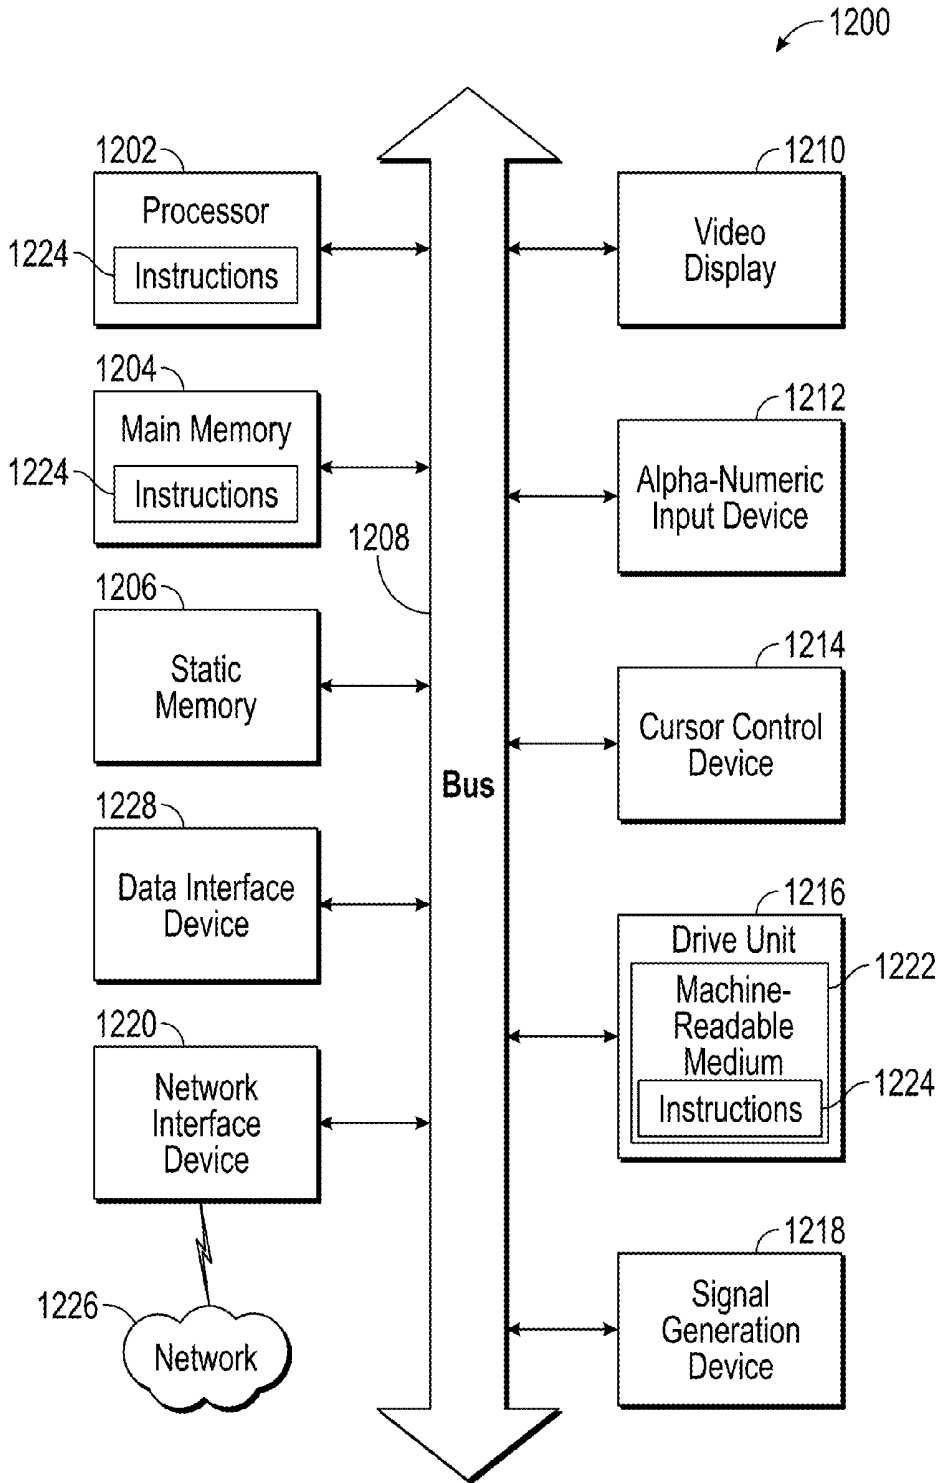 1200
1202
Processor
1224
Instructions
1204
Main Memory
1224
Instructions
1208
1206
Static
Memory
Bus
1228
Data Interface
Device
1220
Network
Interface
Device
1226
Network
1210
Video
Display
1212
Alpha-Numeric
Input Device
1214
Cursor Control
Device
1216
Drive Unit
1222
Machine-
Readable
Medium
1224
Instructions
1218
Signal
Generation
Device